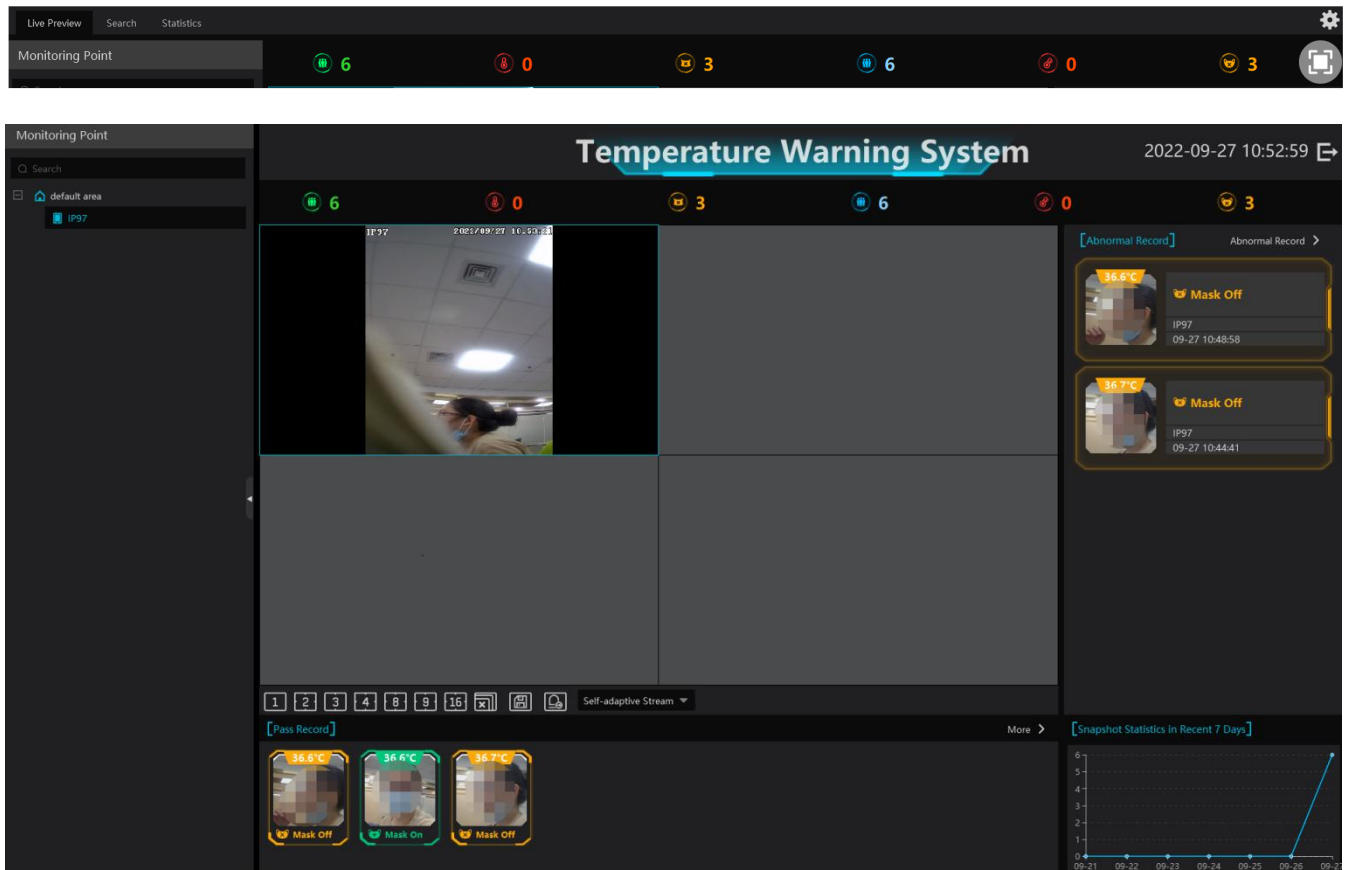 Live Preview Search Statistics
Monitoring Point
6 0 3 6 0 3
Monitoring Point
Temperature Warning System
2022-09-27 10:52:59
Search
default area
IP97
6 0 3 6 0 3
IP97
[Abnormal Record] Abnormal Record >
36.6°C
Mask Off
IP97
09-27 10:48:58
36.7°C
Mask Off
IP97
09-27 10:44:41
1 2 3 4 8 9 16 Self-adaptive Stream
[Pass Record] More >
36.6°C 36.6°C 36.7°C
Mask Off Mask On Mask Off
[Snapshot Statistics in Recent 7 Days]
6
5
4
3
2
1
0
09-21 09-22 09-23 09-24 09-25 09-26